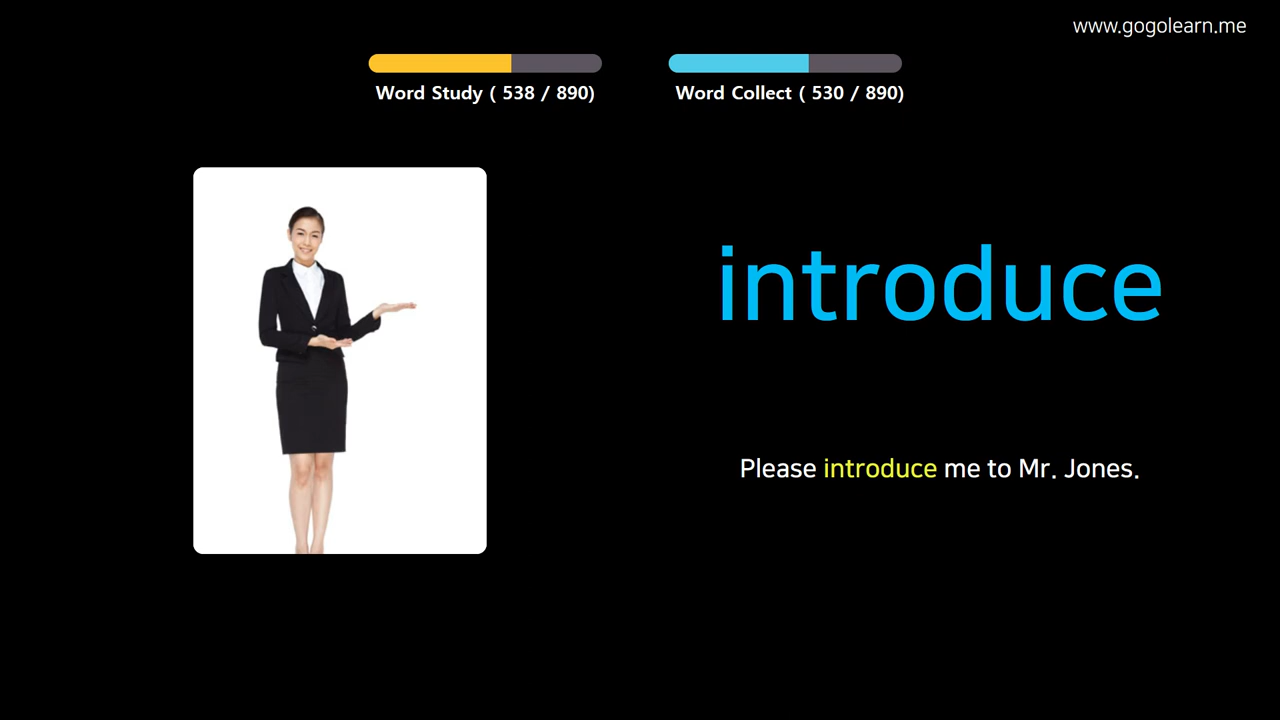 www.gogolearn.me
Word Study ( 538 / 890)
Word Collect ( 530 / 890)
introduce
Please introduce me to Mr. Jones.